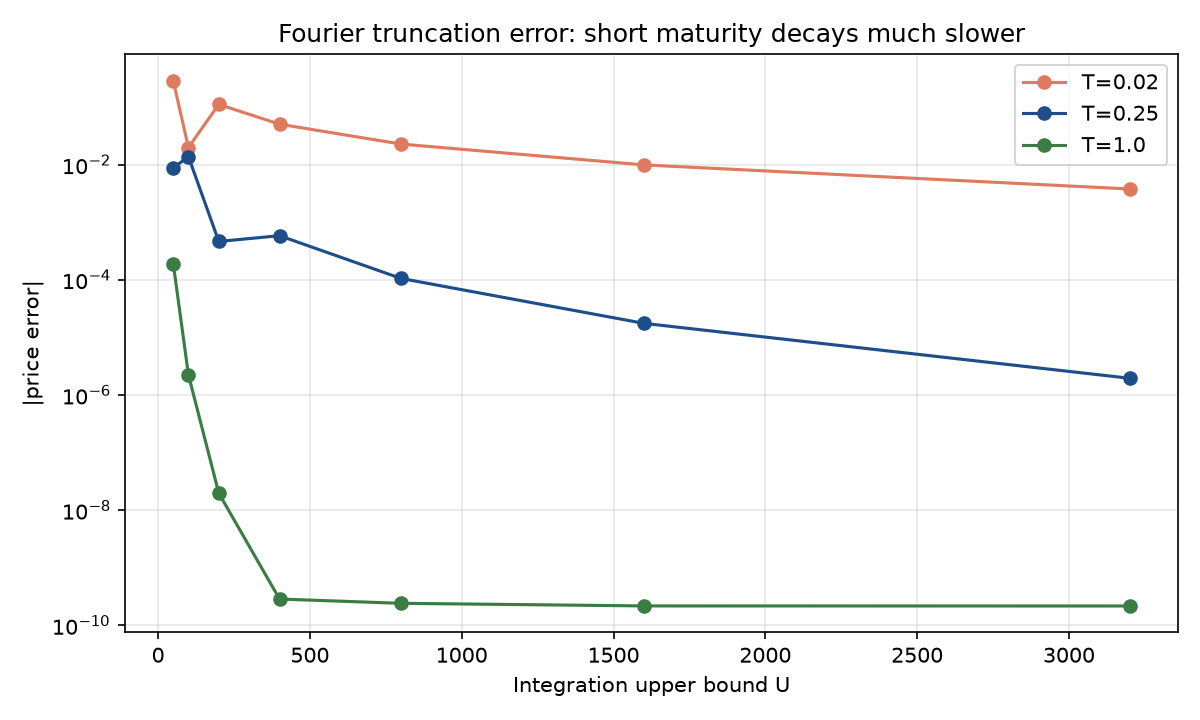 Fourier truncation error: short maturity decays much slower
T=0.02
T=0.25
T=1.0
|price error|
10⁻²
10⁻⁴
10⁻⁶
10⁻⁸
10⁻¹⁰
0 500 1000 1500 2000 2500 3000
Integration upper bound U